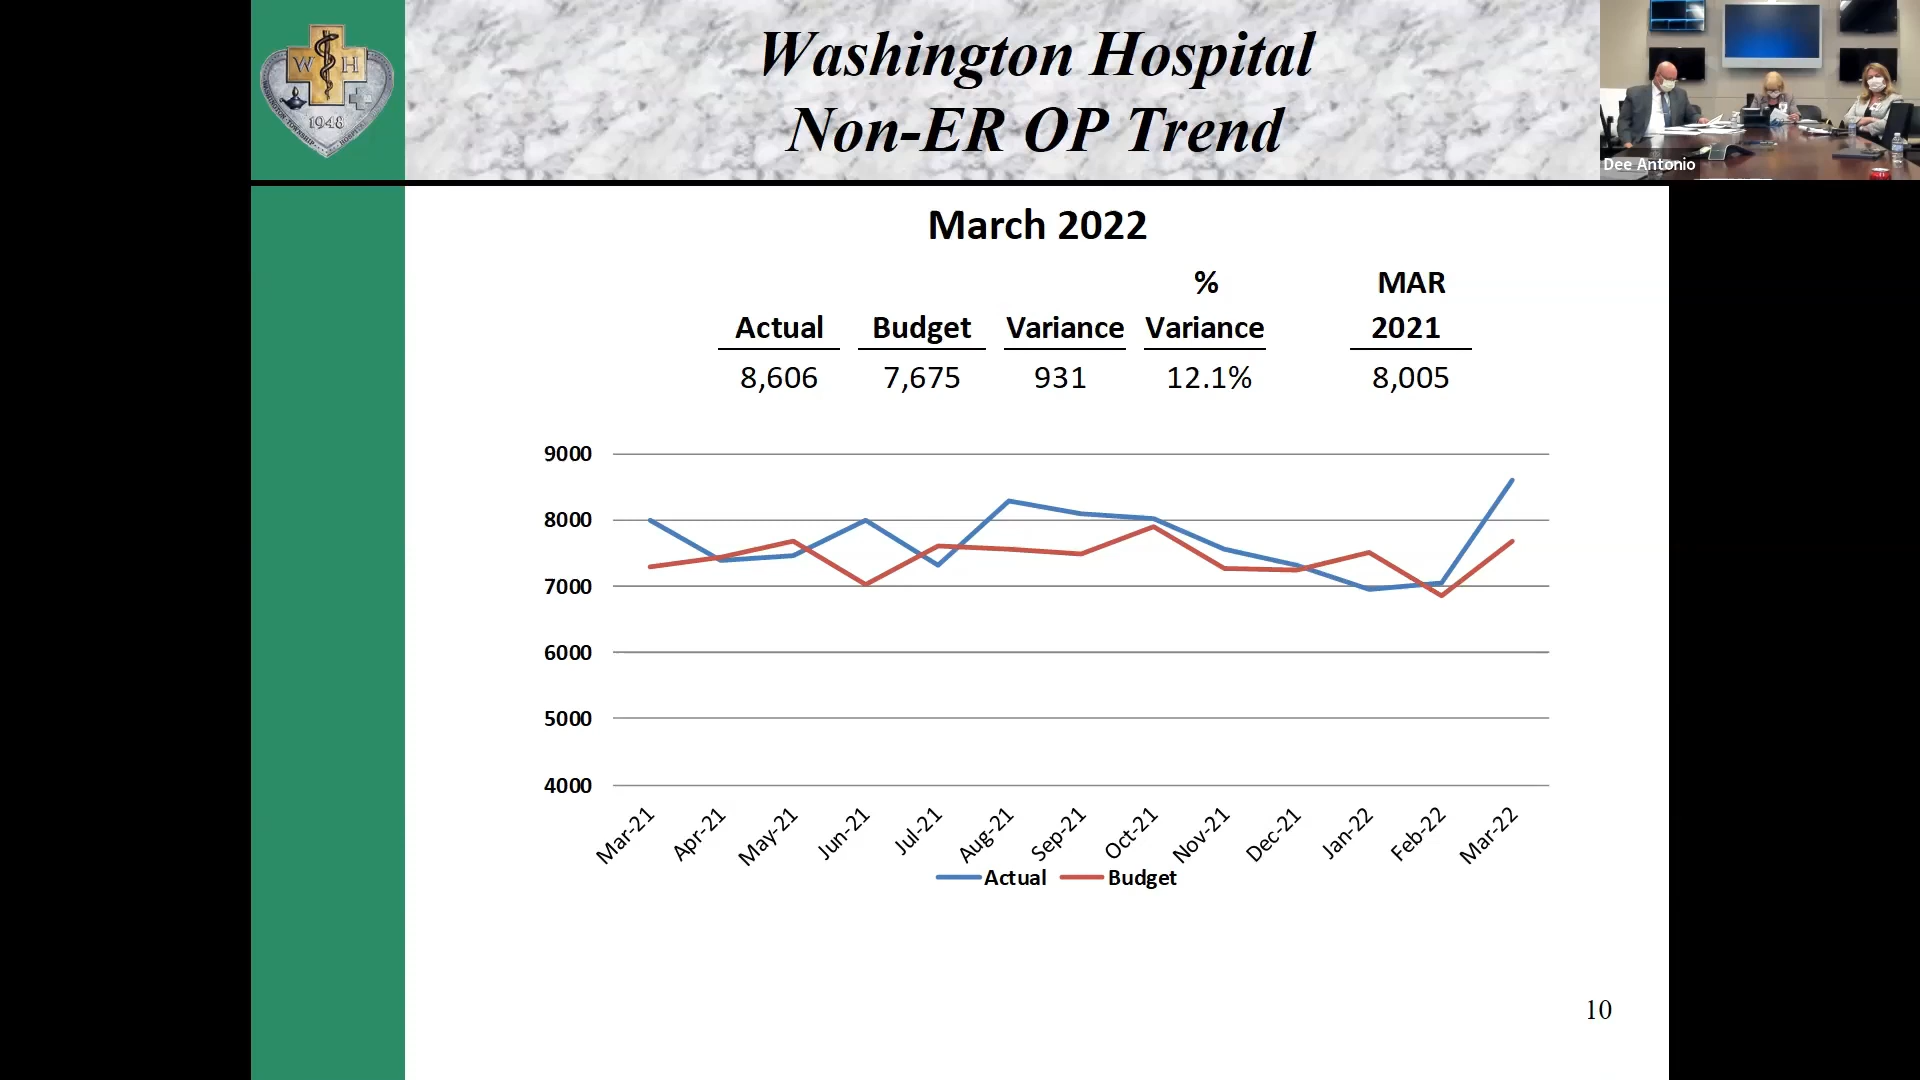 Washington Hospital
Non-ER OP Trend
W H
1948
WASHINGTON TOWNSHIP
Dee Antonio
March 2022
% MAR
Actual Budget Variance Variance 2021
8,606 7,675 931 12.1% 8,005
9000
8000
7000
6000
5000
4000
Mar-21 Apr-21 May-21 Jun-21 Jul-21 Aug-21 Sep-21 Oct-21 Nov-21 Dec-21 Jan-22 Feb-22 Mar-22
Actual Budget
10